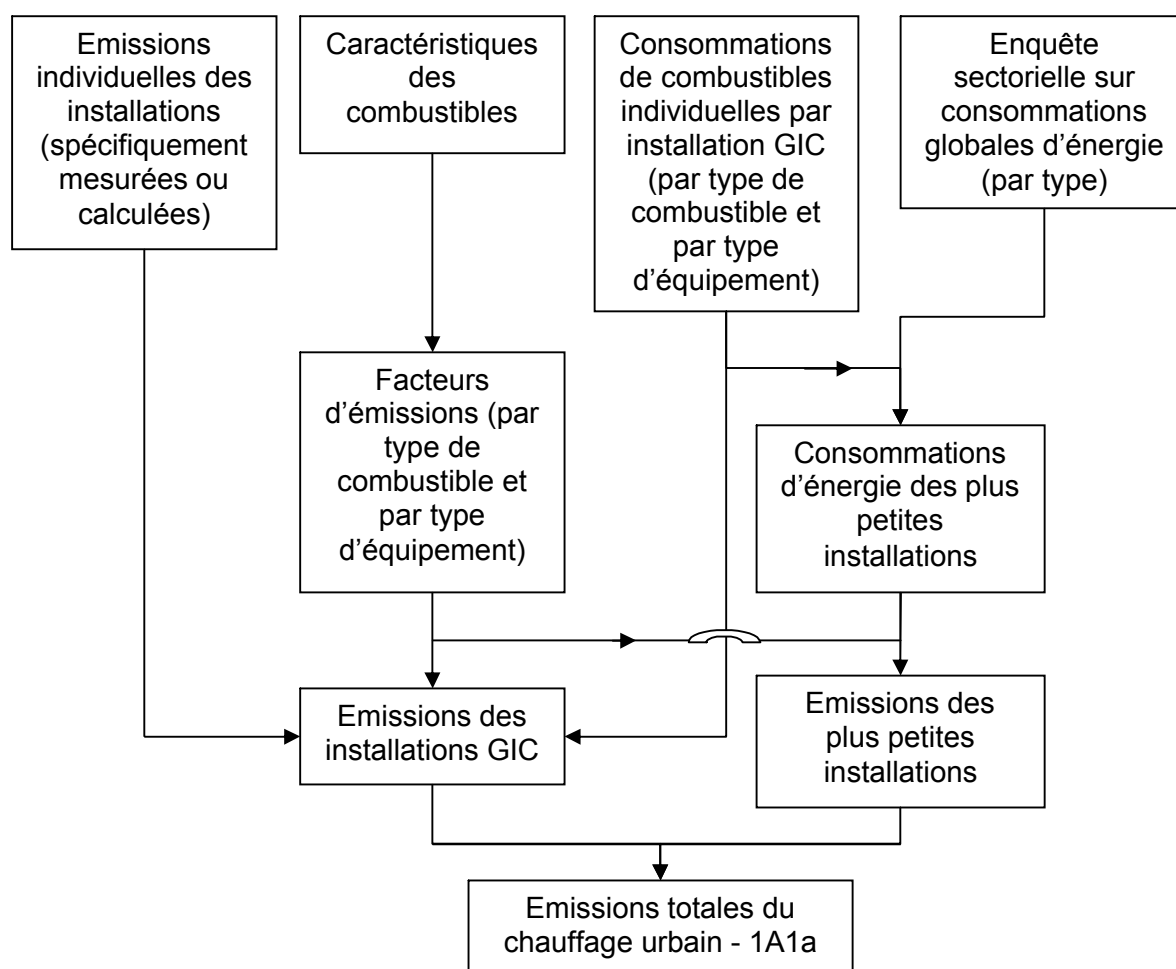 Emissions
individuelles des
installations
(spécifiquement
mesurées ou
calculées)
Caractéristiques
des
combustibles
Consommations
de combustibles
individuelles par
installation GIC
(par type de
combustible et
par type
d’équipement)
Enquête
sectorielle sur
consommations
globales d’énergie
(par type)
Facteurs
d’émissions (par
type de
combustible et
par type
d’équipement)
Consommations
d’énergie des plus
petites
installations
Emissions des
installations GIC
Emissions des
plus petites
installations
Emissions totales du
chauffage urbain - 1A1a